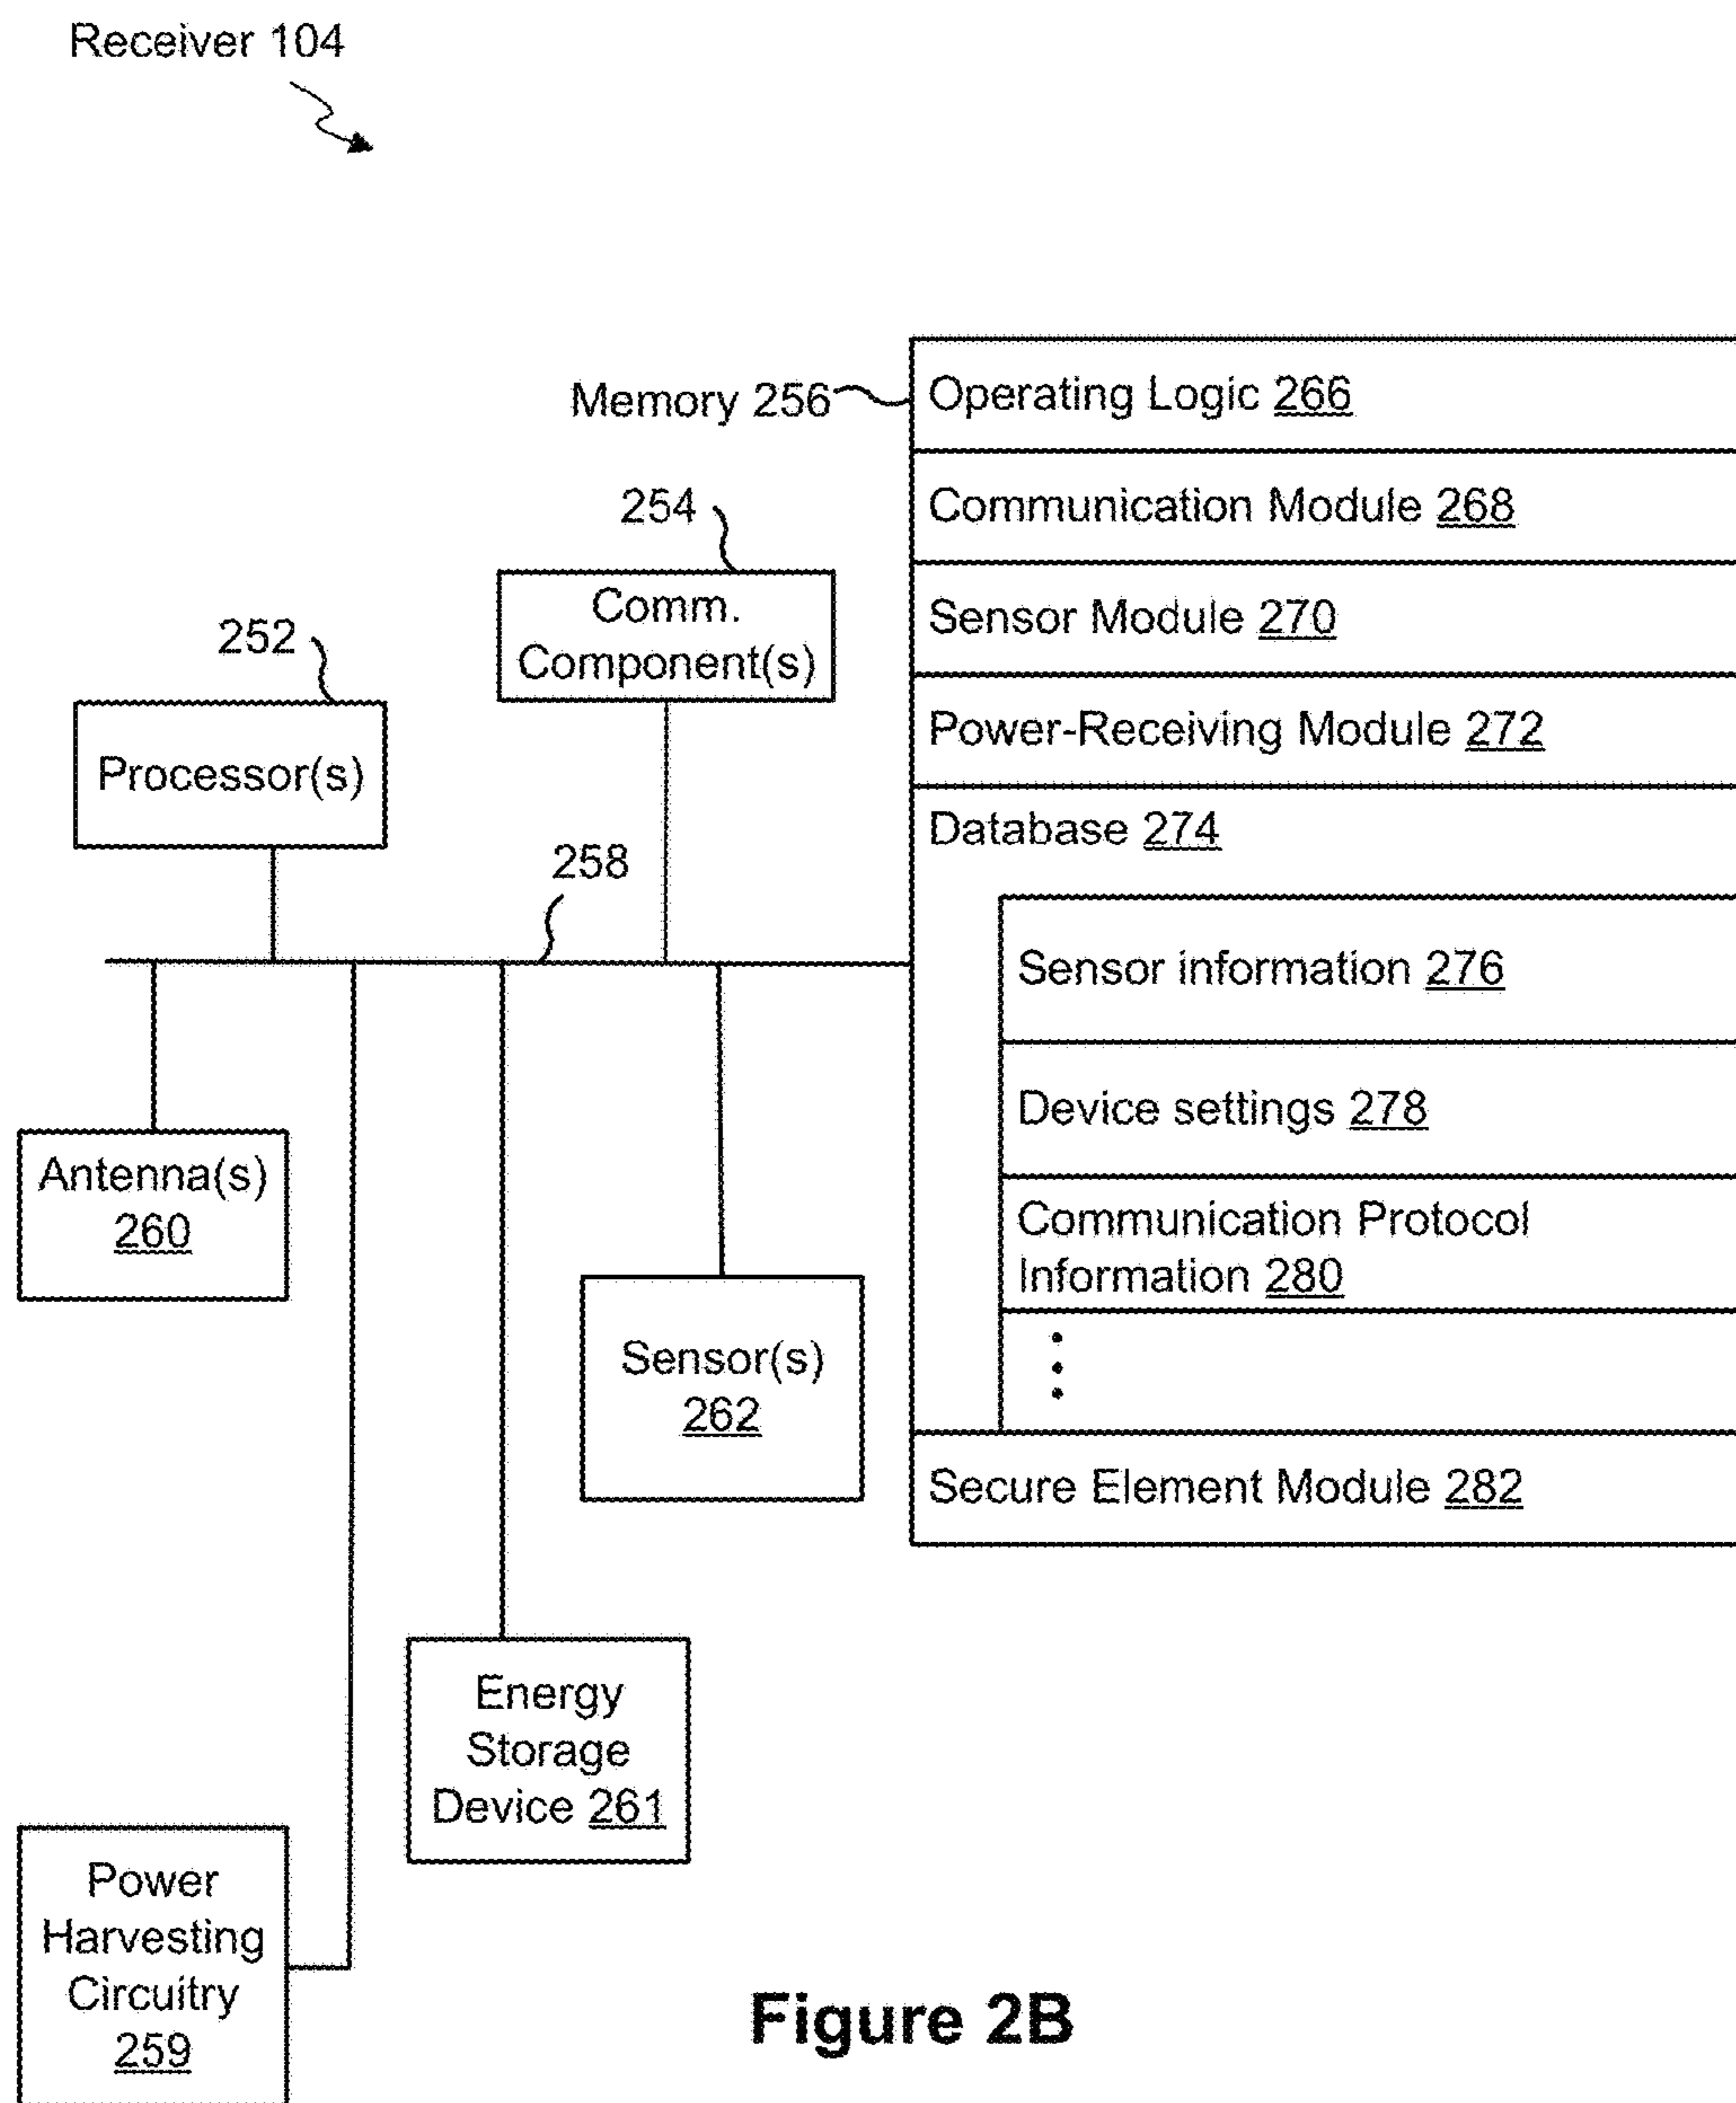 Receiver 104
Memory 256
Operating Logic 266
Communication Module 268
Sensor Module 270
Power-Receiving Module 272
Database 274
Sensor information 276
Device settings 278
Communication Protocol
Information 280
Secure Element Module 282
254
Comm.
Component(s)
252
Processor(s)
258
Antenna(s)
260
Sensor(s)
262
Energy
Storage
Device 261
Power
Harvesting
Circuitry
259
Figure 2B